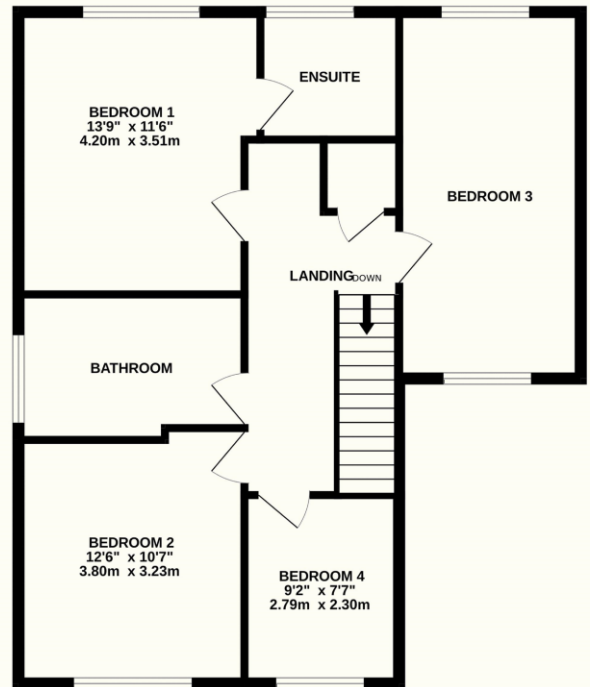 ENSUITE
BEDROOM 1
13'9" x 11'6"
4.20m x 3.51m
BEDROOM 3
LANDING
DOWN
BATHROOM
BEDROOM 2
12'6" x 10'7"
3.80m x 3.23m
BEDROOM 4
9'2" x 7'7"
2.79m x 2.30m